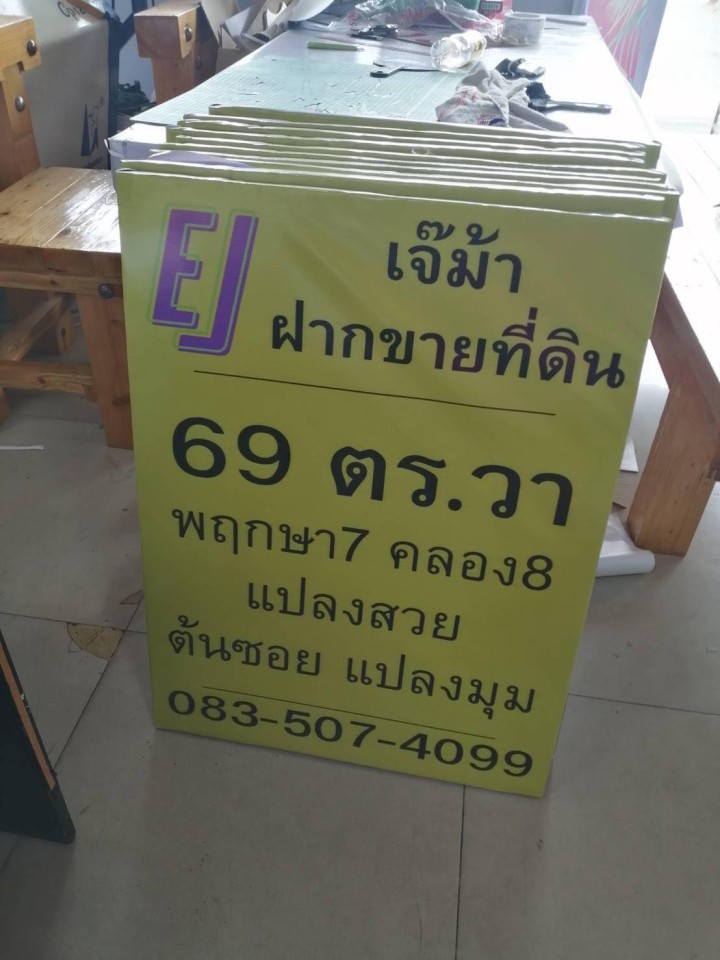 EJ
เจ๊ม้า
ฝากขายที่ดิน
69 ตร.วา
พฤกษา7 คลอง8
แปลงสวย
ต้นซอย แปลงมุม
083-507-4099